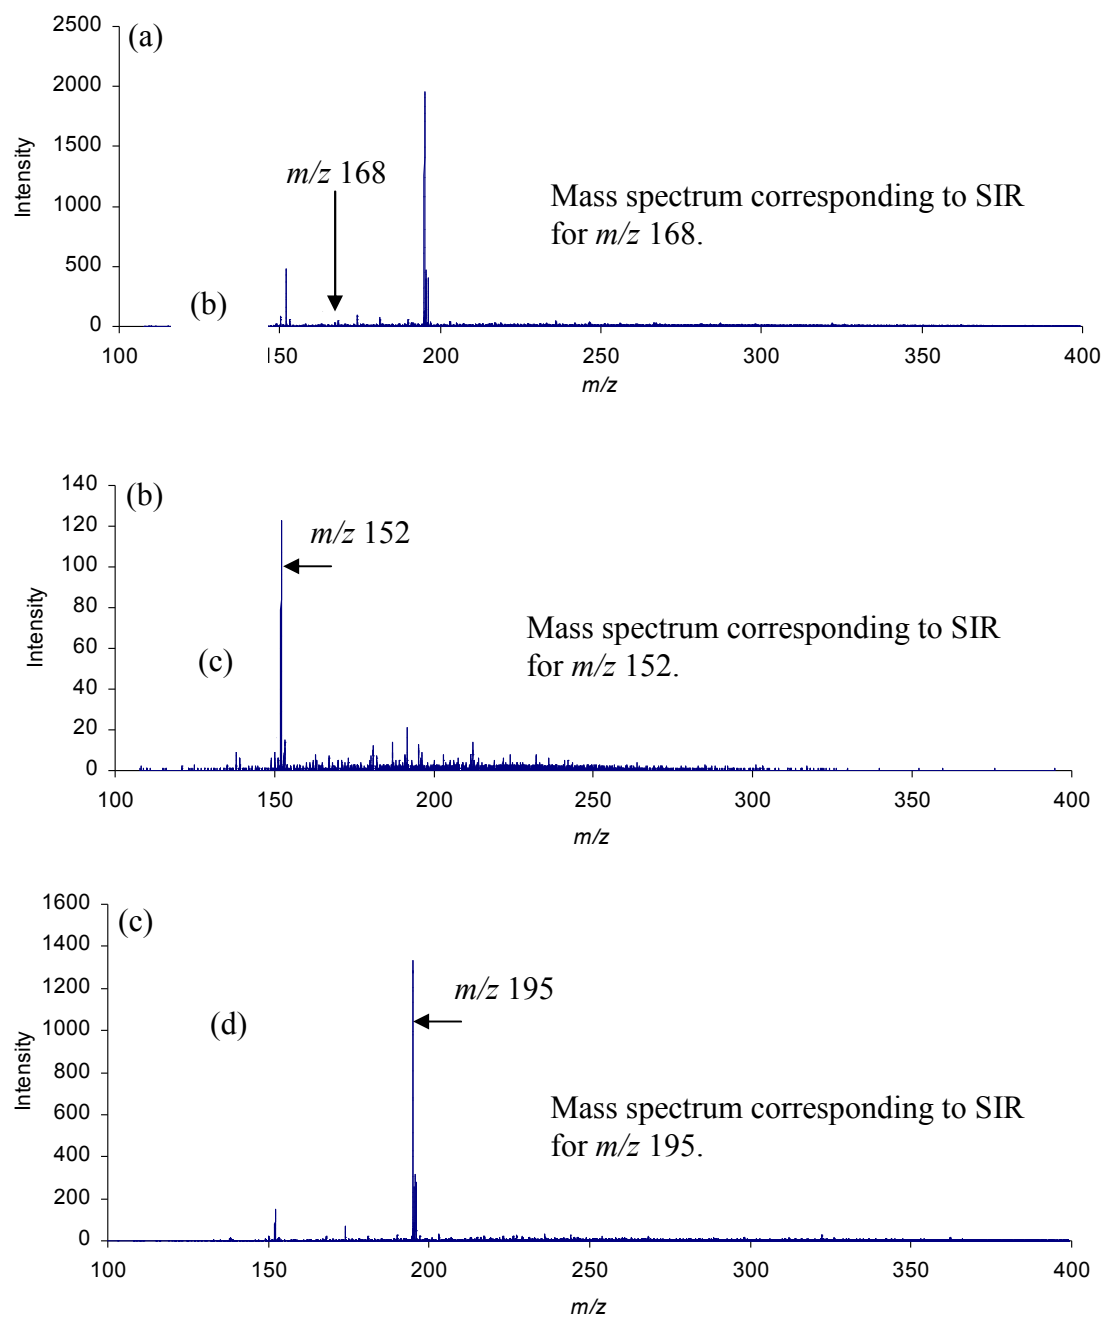 2500
(a)
2000
1500
m/z 168
Mass spectrum corresponding to SIR
for m/z 168.
1000
Intensity
500
(b)
0
100
150
200
250
300
350
400
m/z
140
(b)
120
m/z 152
100
80
Mass spectrum corresponding to SIR
for m/z 152.
Intensity
60
(c)
40
20
0
100
150
200
250
300
350
400
m/z
1600
(c)
1400
1200
m/z 195
1000
(d)
Intensity
800
Mass spectrum corresponding to SIR
for m/z 195.
600
400
200
0
100
150
200
250
300
350
400
m/z